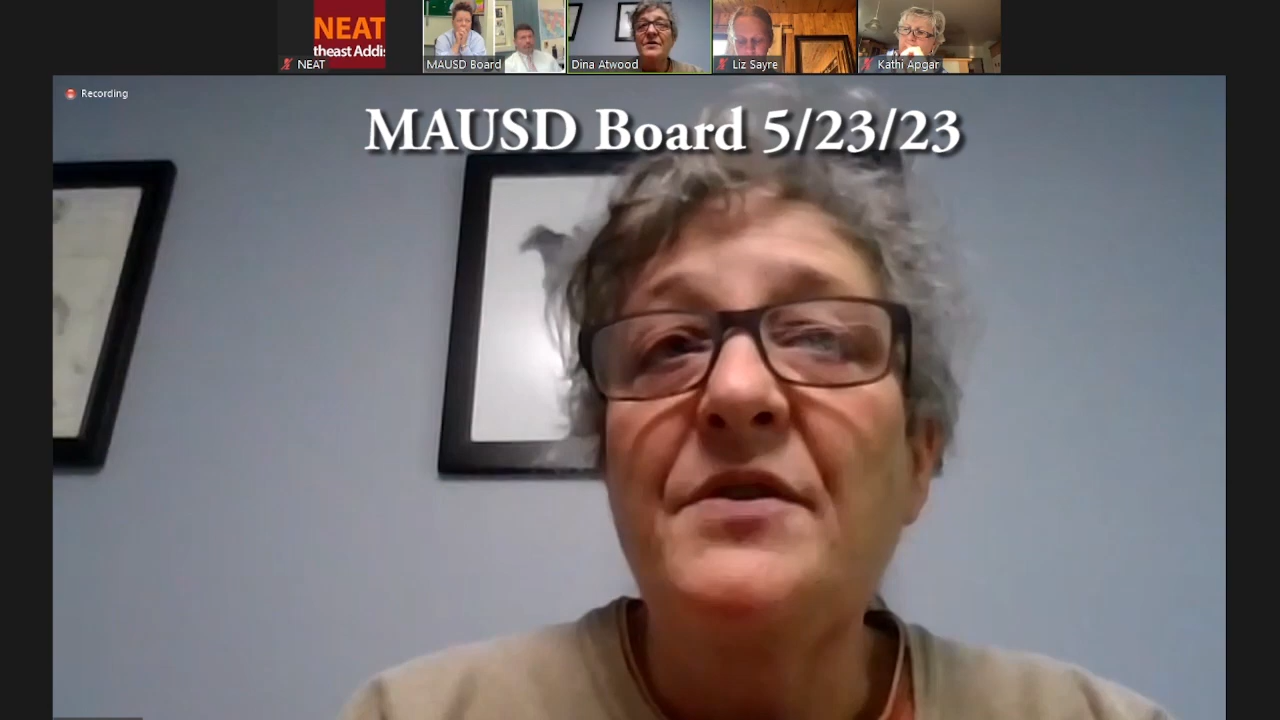 NEAT
theast Addi
NEAT
MAUSD Board
Dina Atwood
Liz Sayre
Kathi Apgar
Recording
MAUSD Board 5/23/23